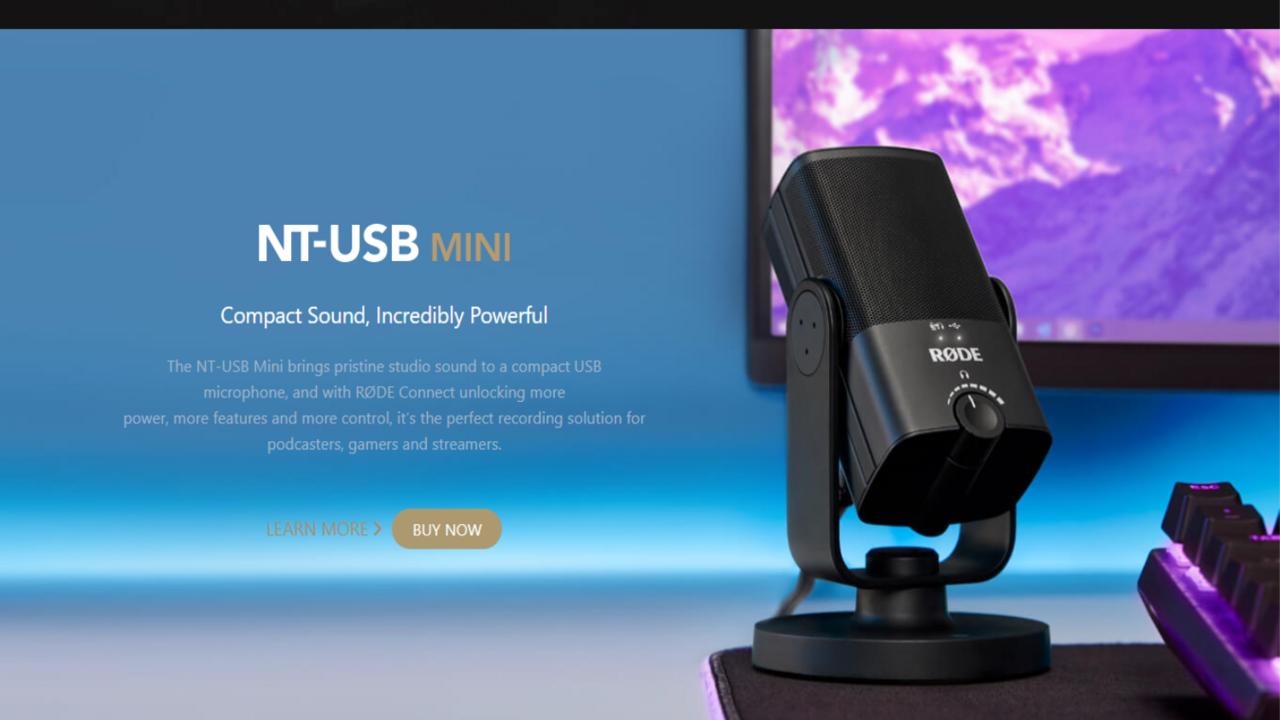 NT-USB MINI
Compact Sound, Incredibly Powerful
The NT-USB Mini brings pristine studio sound to a compact USB
microphone, and with RØDE Connect unlocking more
power, more features and more control, it's the perfect recording solution for
podcasters, gamers and streamers.
LEARN MORE
BUY NOW
RØDE
ESC